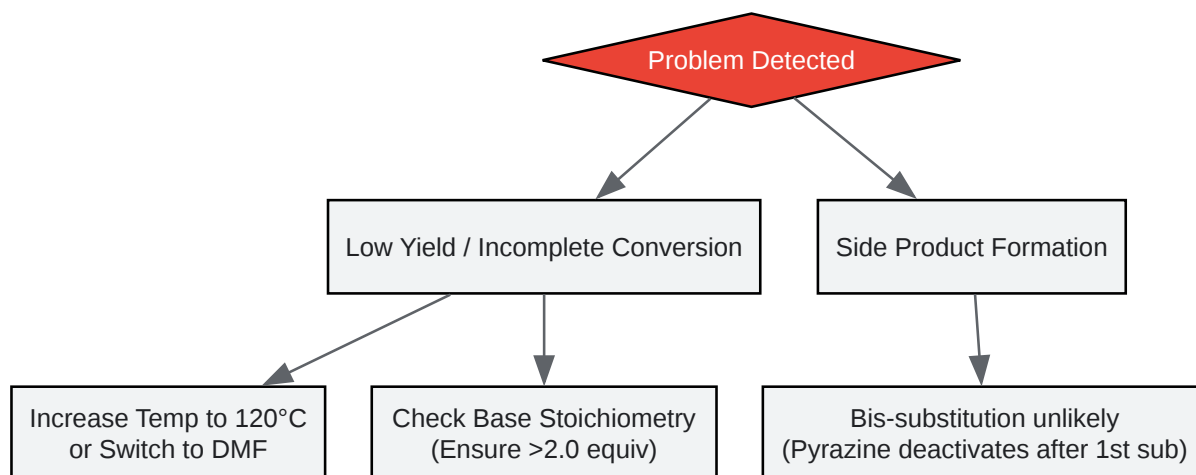 Problem Detected
Low Yield / Incomplete Conversion
Side Product Formation
Increase Temp to 120°C
or Switch to DMF
Check Base Stoichiometry
(Ensure >2.0 equiv)
Bis-substitution unlikely
(Pyrazine deactivates after 1st sub)